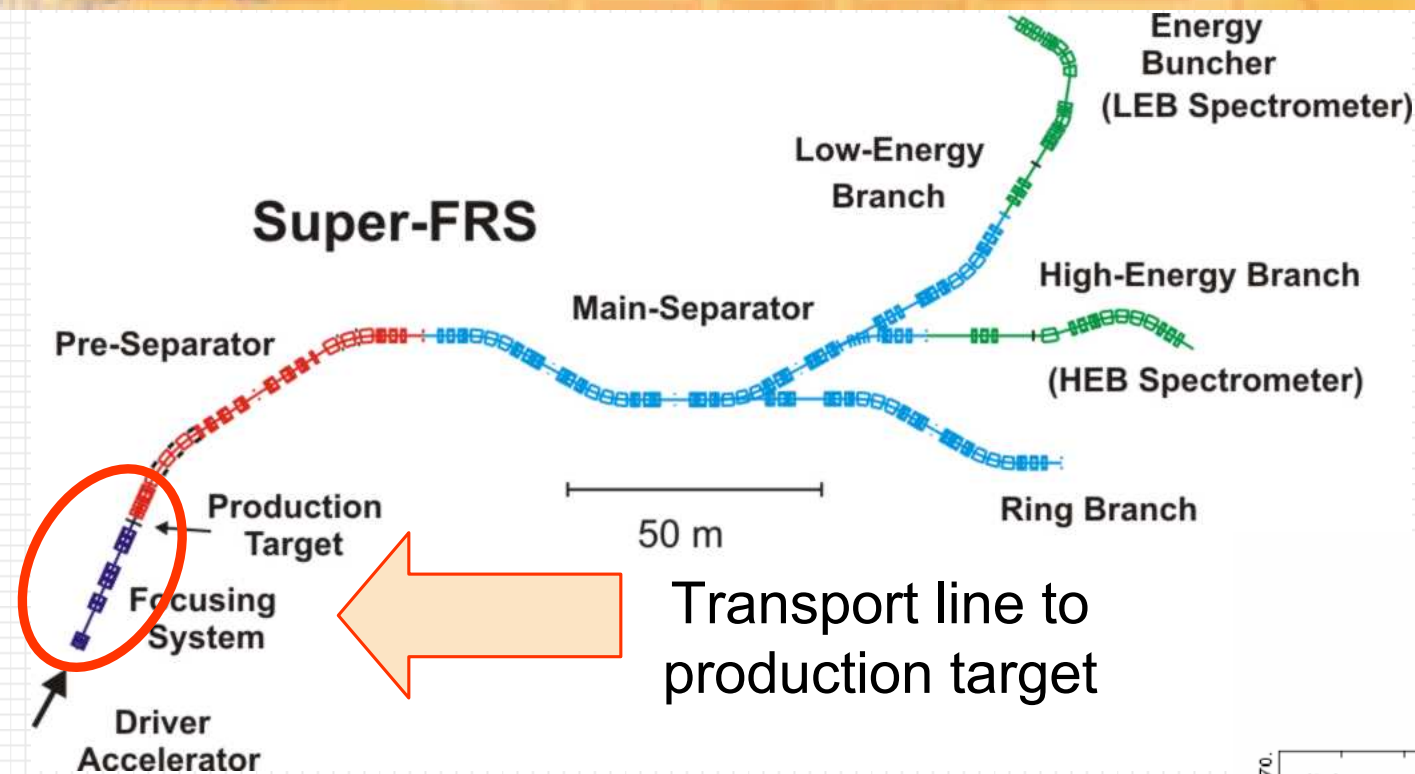 Energy
Buncher
(LEB Spectrometer)
Low-Energy
Branch
Super-FRS
High-Energy Branch
Main-Separator
Pre-Separator
(HEB Spectrometer)
Production
Target
50 m
Ring Branch
Focusing
System
Transport line to
production target
Driver
Accelerator
70.